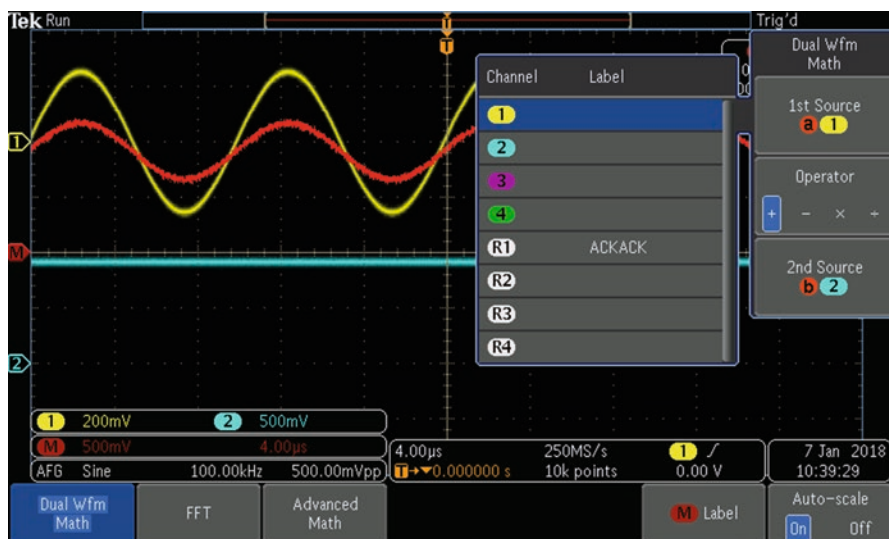 Tek Run
Trig'd
T
T
Dual Wfm
Math
Channel
Label
1
2
3
4
R1
ACKACK
R2
R3
R4
1st Source
a 1
Operator
+ − × ÷
2nd Source
b 2
1
M
2
1 200mV
2 500mV
M 500mV 4.00µs
AFG Sine 100.00kHz 500.00mVpp
4.00µs 250MS/s 1
T→▼0.000000 s 10k points 0.00 V
7 Jan 2018
10:39:29
Dual Wfm
Math
FFT
Advanced
Math
M Label
Auto-scale
On Off